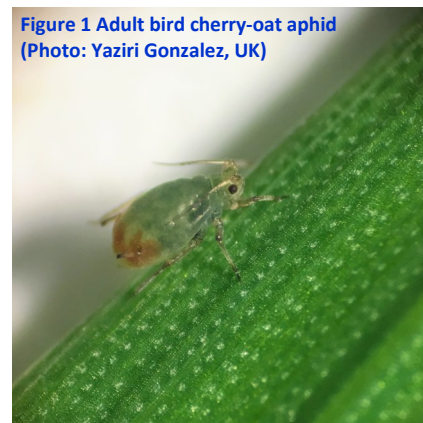 Figure 1 Adult bird cherry-oat aphid
(Photo: Yaziri Gonzalez, UK)